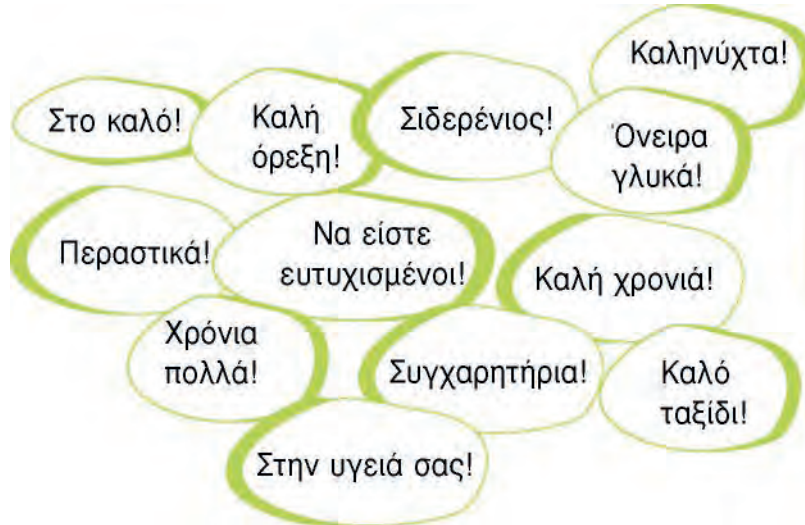 Καληνύχτα!
Στο καλό!
Καλή
όρεξη!
Σιδερένιος!
Όνειρα
γλυκά!
Περαστικά!
Να είστε
ευτυχισμένοι!
Καλή χρονιά!
Χρόνια
πολλά!
Συγχαρητήρια!
Καλό
ταξίδι!
Στην υγειά σας!